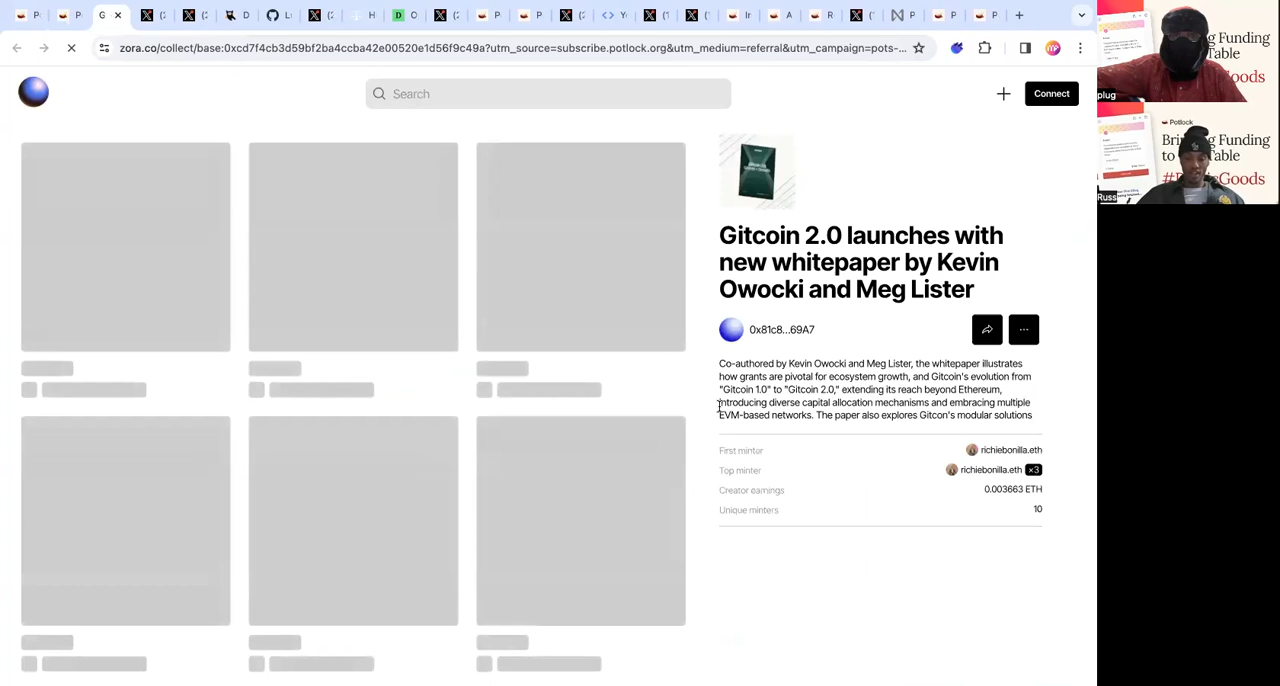 zora.co/collect/base:0xcd7f4cb3d59bf2ba4ccba42e00520e1d56f9c49a?utm_source=subscribe.potlock.org&utm_medium=referral&utm_campaign=pots-...
Search
Connect
Gitcoin 2.0 launches with
new whitepaper by Kevin
Owocki and Meg Lister
0x81c8...69A7
Co-authored by Kevin Owocki and Meg Lister, the whitepaper illustrates
how grants are pivotal for ecosystem growth, and Gitcoin's evolution from
"Gitcoin 1.0" to "Gitcoin 2.0," extending its reach beyond Ethereum,
introducing diverse capital allocation mechanisms and embracing multiple
EVM-based networks. The paper also explores Gitcon's modular solutions
First minter
richiebonilla.eth
Top minter
richiebonilla.eth ×3
Creator earnings
0.003663 ETH
Unique minters
10
g Funding
Table
Goods
plug
Potlock
Bri Funding
to Table
# Goods
Russ